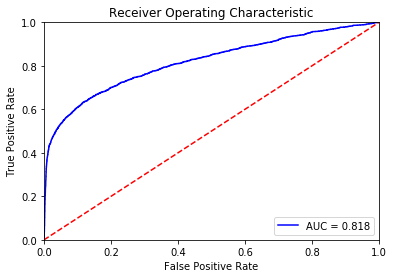 Receiver Operating Characteristic
True Positive Rate
1.0
0.8
0.6
0.4
0.2
0.0
AUC = 0.818
0.0 0.2 0.4 0.6 0.8 1.0
False Positive Rate